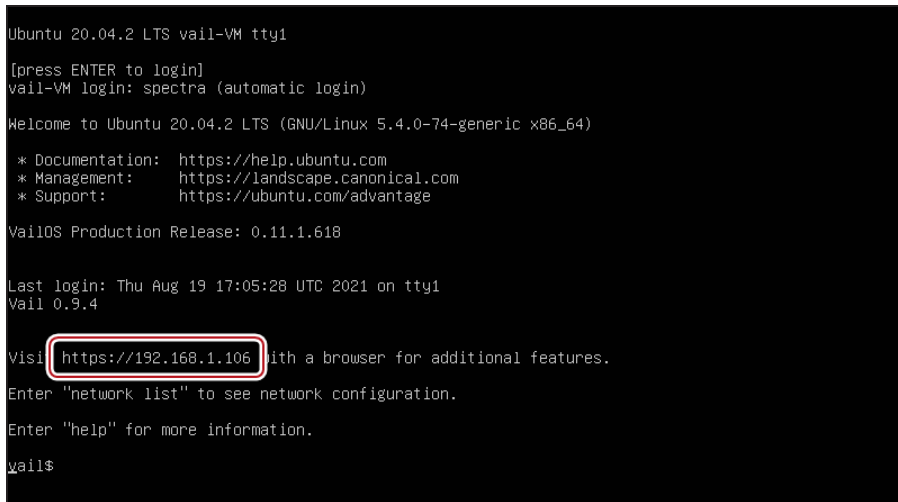 Ubuntu 20.04.2 LTS vail-VM tty1
[press ENTER to login]
vail-VM login: spectra (automatic login)
Welcome to Ubuntu 20.04.2 LTS (GNU/Linux 5.4.0-74-generic x86_64)
* Documentation: https://help.ubuntu.com
* Management: https://landscape.canonical.com
* Support: https://ubuntu.com/advantage
VailOS Production Release: 0.11.1.618
Last login: Thu Aug 19 17:05:28 UTC 2021 on tty1
Vail 0.9.4
Visit https://192.168.1.106 with a browser for additional features.
Enter "network list" to see network configuration.
Enter "help" for more information.
vail$